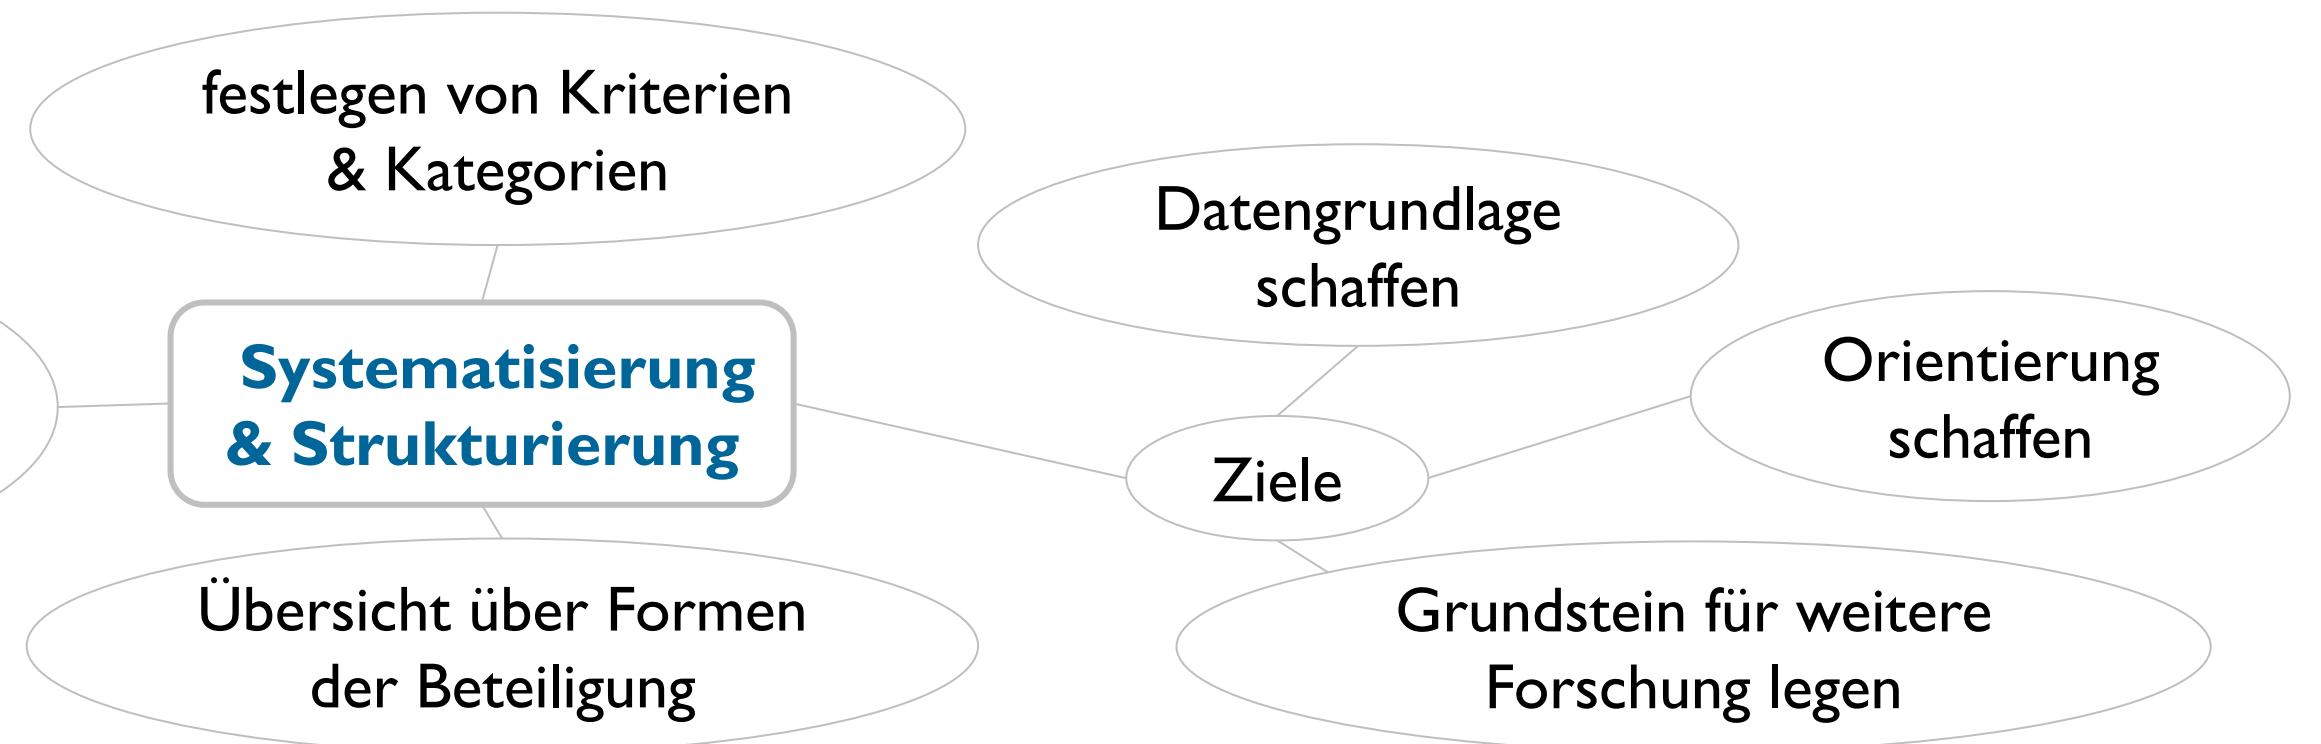 festlegen von Kriterien
& Kategorien
Systematisierung
& Strukturierung
Übersicht über Formen
der Beteiligung
Datengrundlage
schaffen
Ziele
Orientierung
schaffen
Grundstein für weitere
Forschung legen